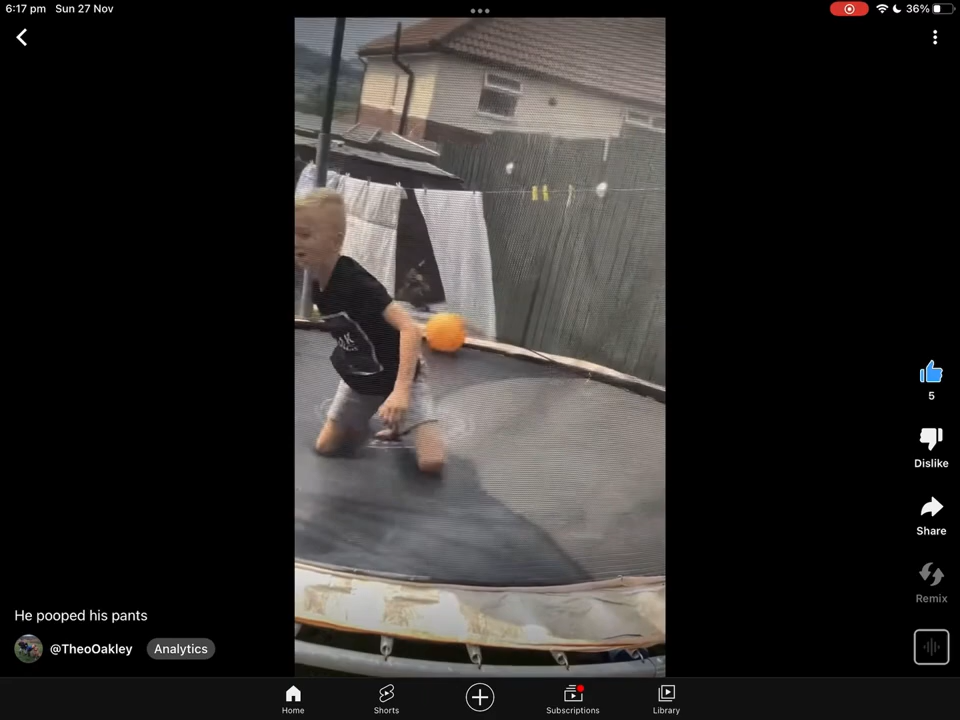 6:17 pm Sun 27 Nov
36%
5
Dislike
Share
Remix
He pooped his pants
@TheoOakley Analytics
Home Shorts Subscriptions Library